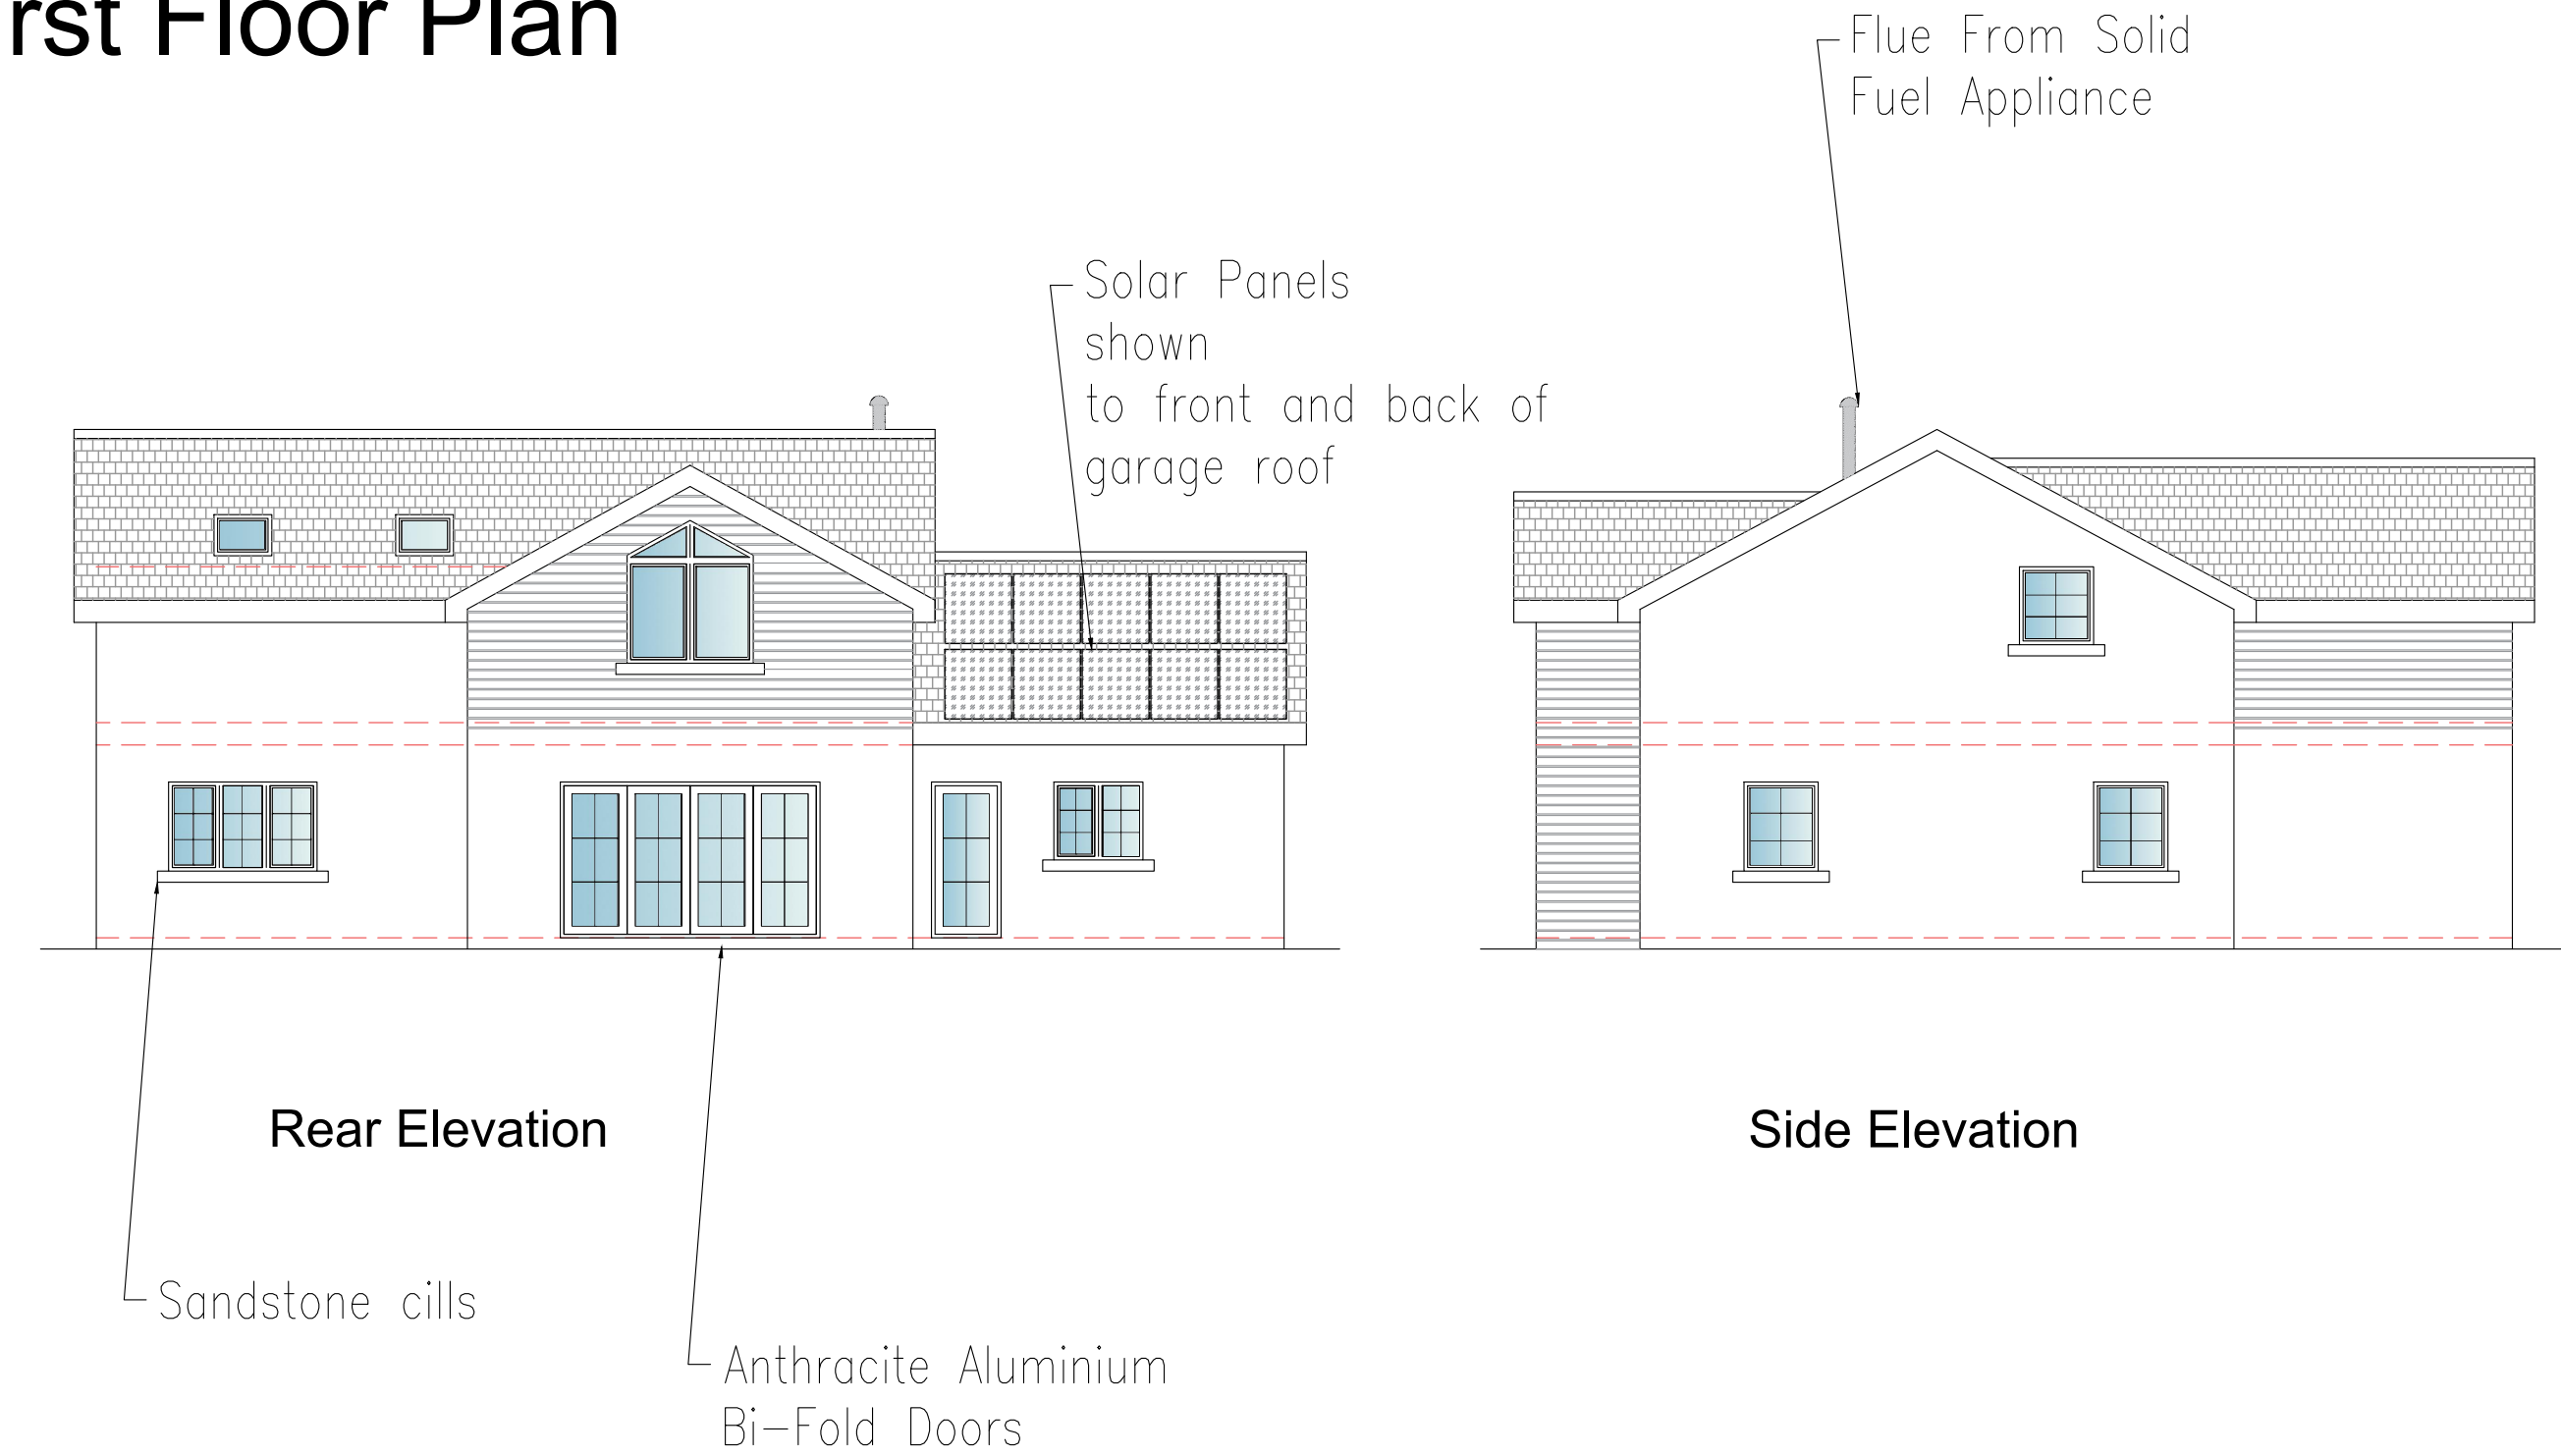 rst Floor Plan
Flue From Solid
Fuel Appliance
Solar Panels
shown
to front and back of
garage roof
Rear Elevation
Side Elevation
Sandstone cills
Anthracite Aluminium
Bi-Fold Doors